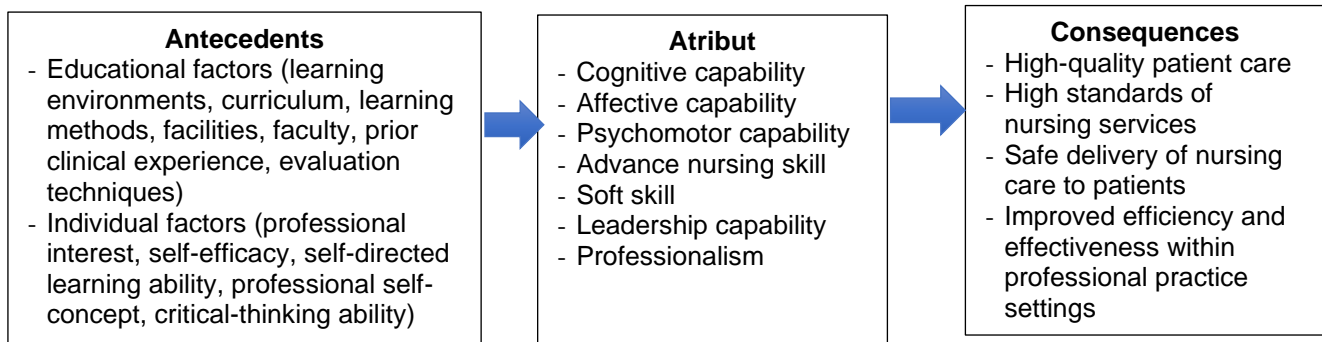 Antecedents
- Educational factors (learning
environments, curriculum, learning
methods, facilities, faculty, prior
clinical experience, evaluation
techniques)
- Individual factors (professional
interest, self-efficacy, self-directed
learning ability, professional self-
concept, critical-thinking ability)
Atribut
- Cognitive capability
- Affective capability
- Psychomotor capability
- Advance nursing skill
- Soft skill
- Leadership capability
- Professionalism
Consequences
- High-quality patient care
- High standards of
nursing services
- Safe delivery of nursing
care to patients
- Improved efficiency and
effectiveness within
professional practice
settings